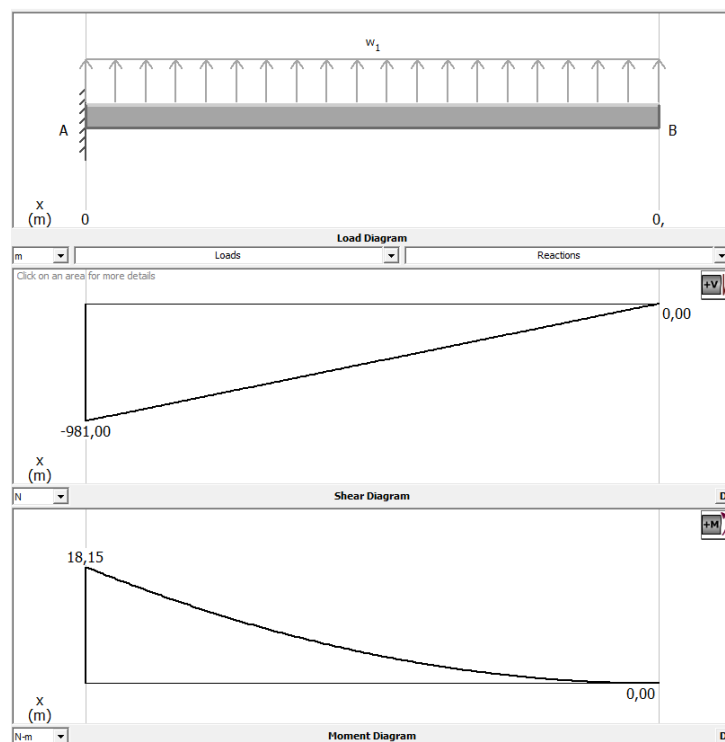 w1
A
B
x
(m)
0
0,
Load Diagram
m
Loads
Reactions
Click on an area for more details
+V
0,00
-981,00
x
(m)
N
Shear Diagram
D
+M
18,15
0,00
x
(m)
N-m
Moment Diagram
D